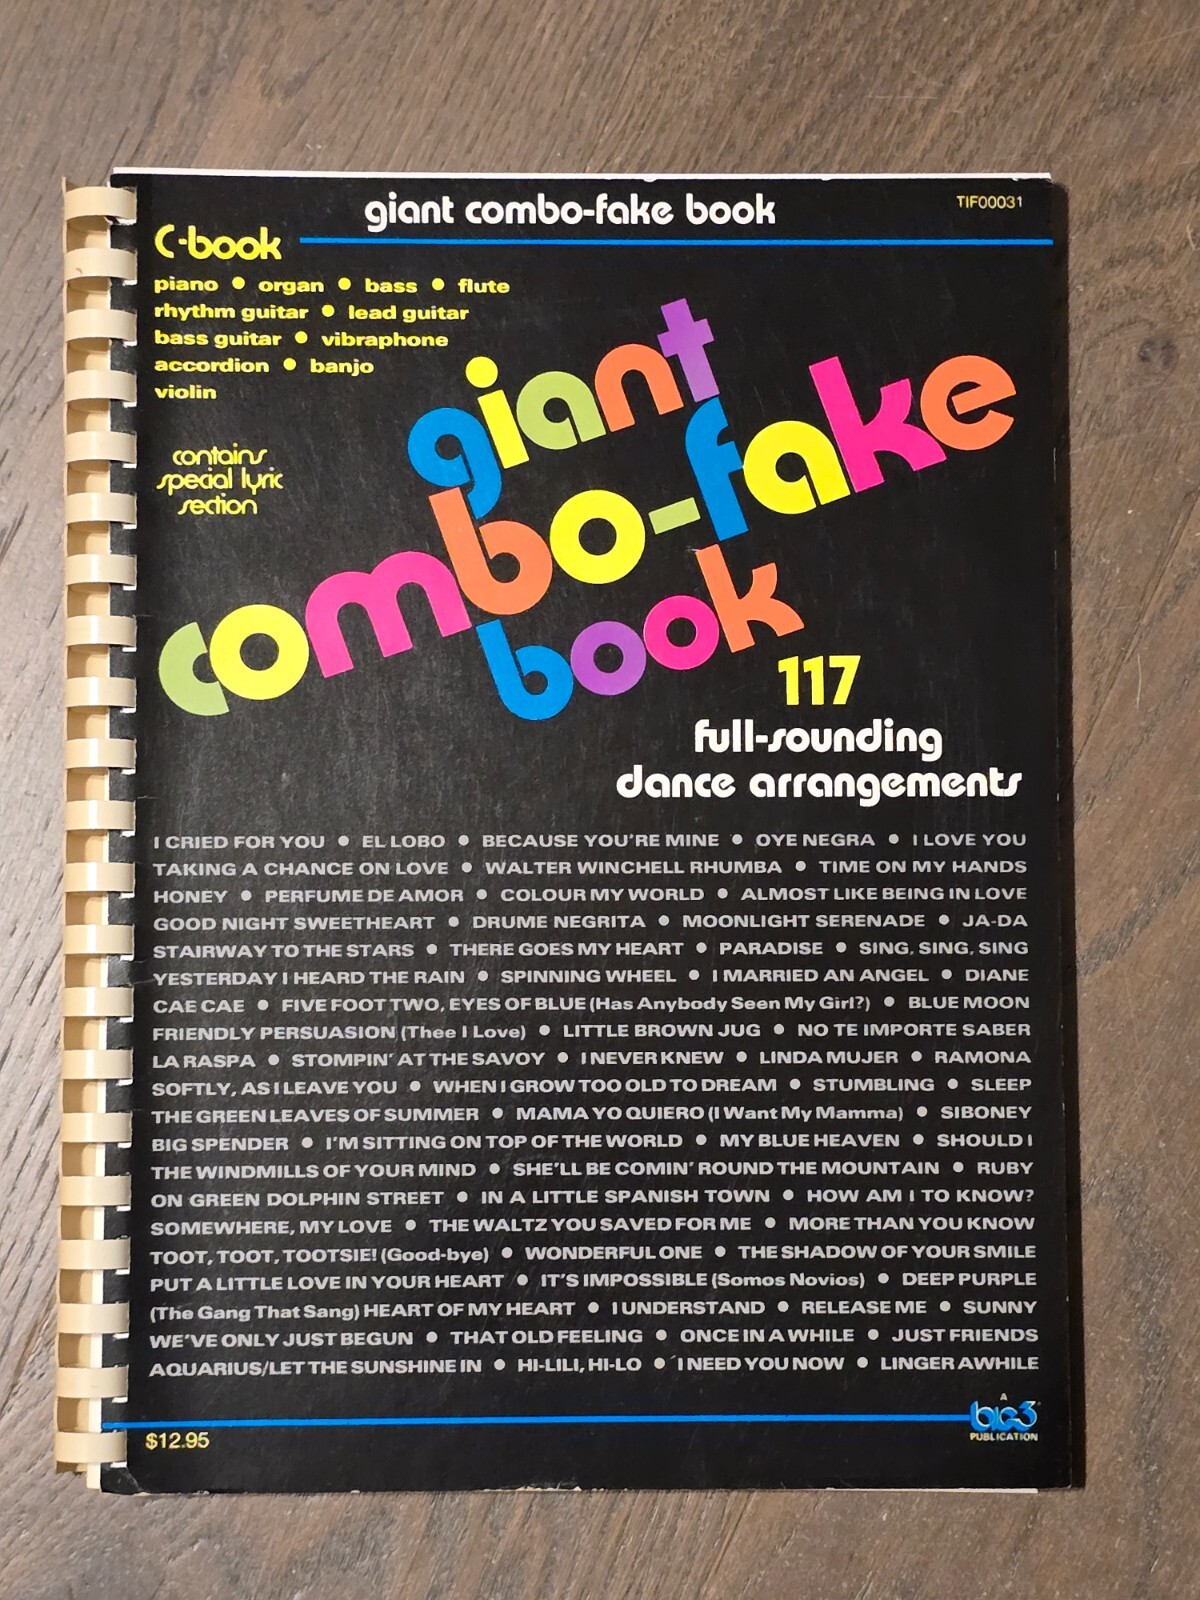 giant combo-fake book
TIF00031
C-book
piano • organ • bass • flute
rhythm guitar • lead guitar
bass guitar • vibraphone
accordion • banjo
violin
contains
special lyric
section
giant
combo-fake
book
117
full-sounding
dance arrangements
I CRIED FOR YOU • EL LOBO • BECAUSE YOU'RE MINE • OYE NEGRA • I LOVE YOU
TAKING A CHANCE ON LOVE • WALTER WINCHELL RHUMBA • TIME ON MY HANDS
HONEY • PERFUME DE AMOR • COLOUR MY WORLD • ALMOST LIKE BEING IN LOVE
GOOD NIGHT SWEETHEART • DRUME NEGRITA • MOONLIGHT SERENADE • JA-DA
STAIRWAY TO THE STARS • THERE GOES MY HEART • PARADISE • SING, SING, SING
YESTERDAY I HEARD THE RAIN • SPINNING WHEEL • I MARRIED AN ANGEL • DIANE
CAE CAE • FIVE FOOT TWO, EYES OF BLUE (Has Anybody Seen My Girl?) • BLUE MOON
FRIENDLY PERSUASION (Thee I Love) • LITTLE BROWN JUG • NO TE IMPORTE SABER
LA RASPA • STOMPIN' AT THE SAVOY • I NEVER KNEW • LINDA MUJER • RAMONA
SOFTLY, AS I LEAVE YOU • WHEN I GROW TOO OLD TO DREAM • STUMBLING • SLEEP
THE GREEN LEAVES OF SUMMER • MAMA YO QUIERO (I Want My Mamma) • SIBONEY
BIG SPENDER • I'M SITTING ON TOP OF THE WORLD • MY BLUE HEAVEN • SHOULD I
THE WINDMILLS OF YOUR MIND • SHE'LL BE COMIN' ROUND THE MOUNTAIN • RUBY
ON GREEN DOLPHIN STREET • IN A LITTLE SPANISH TOWN • HOW AM I TO KNOW?
SOMEWHERE, MY LOVE • THE WALTZ YOU SAVED FOR ME • MORE THAN YOU KNOW
TOOT, TOOT, TOOTSIE! (Good-bye) • WONDERFUL ONE • THE SHADOW OF YOUR SMILE
PUT A LITTLE LOVE IN YOUR HEART • IT'S IMPOSSIBLE (Somos Novios) • DEEP PURPLE
(The Gang That Sang) HEART OF MY HEART • I UNDERSTAND • RELEASE ME • SUNNY
WE'VE ONLY JUST BEGUN • THAT OLD FEELING • ONCE IN A WHILE • JUST FRIENDS
AQUARIUS/LET THE SUNSHINE IN • HI-LILI, HI-LO • I NEED YOU NOW • LINGER AWHILE
$12.95
A
big3
PUBLICATION